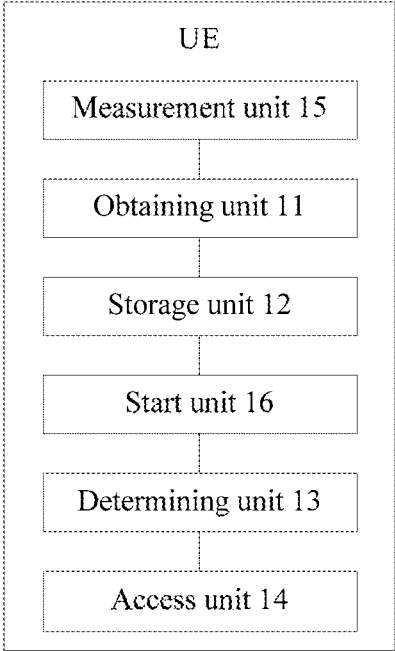 UE
Measurement unit 15
Obtaining unit 11
Storage unit 12
Start unit 16
Determining unit 13
Access unit 14